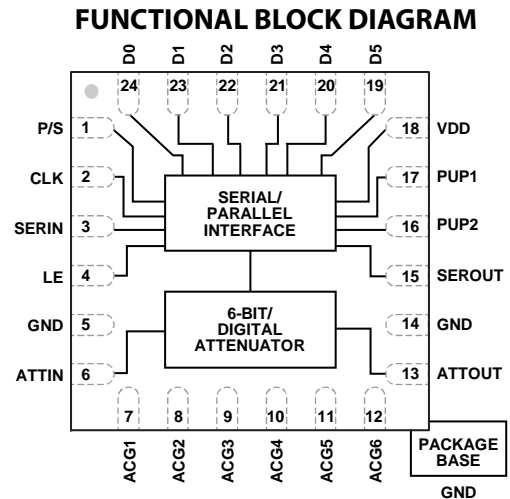 FUNCTIONAL BLOCK DIAGRAM
D0 D1 D2 D3 D4 D5
24 23 22 21 20 19
P/S 1
CLK 2
SERIN 3
LE 4
GND 5
ATTIN 6
SERIAL/
PARALLEL
INTERFACE
6-BIT/
DIGITAL
ATTENUATOR
18 VDD
17 PUP1
16 PUP2
15 SEROUT
14 GND
13 ATTOUT
7 8 9 10 11 12
ACG1 ACG2 ACG3 ACG4 ACG5 ACG6
PACKAGE
BASE
GND